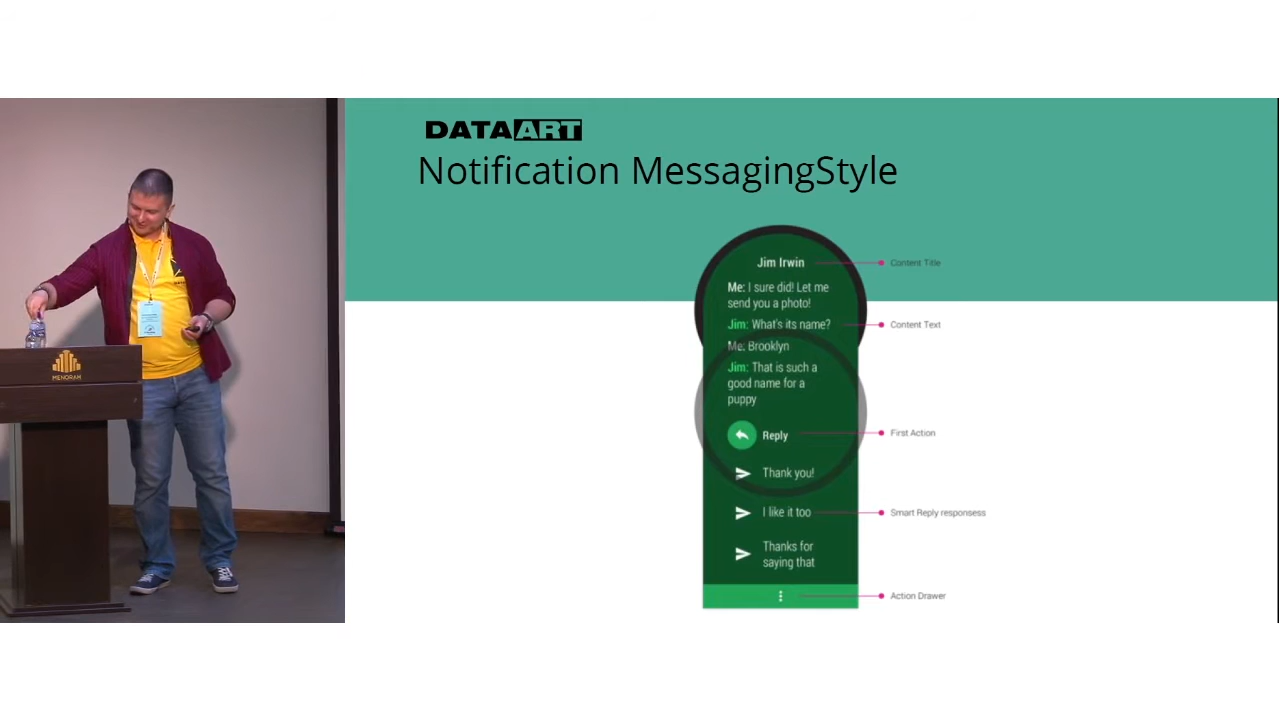 DATAART
Notification MessagingStyle
Jim Irwin
Content Title
Me: I sure did! Let me
send you a photo!
Jim: What's its name?
Content Text
Me: Brooklyn
Jim: That is such a
good name for a
puppy
Reply
First Action
Thank you!
I like it too
Smart Reply responsess
Thanks for
saying that
Action Drawer
MENORAH